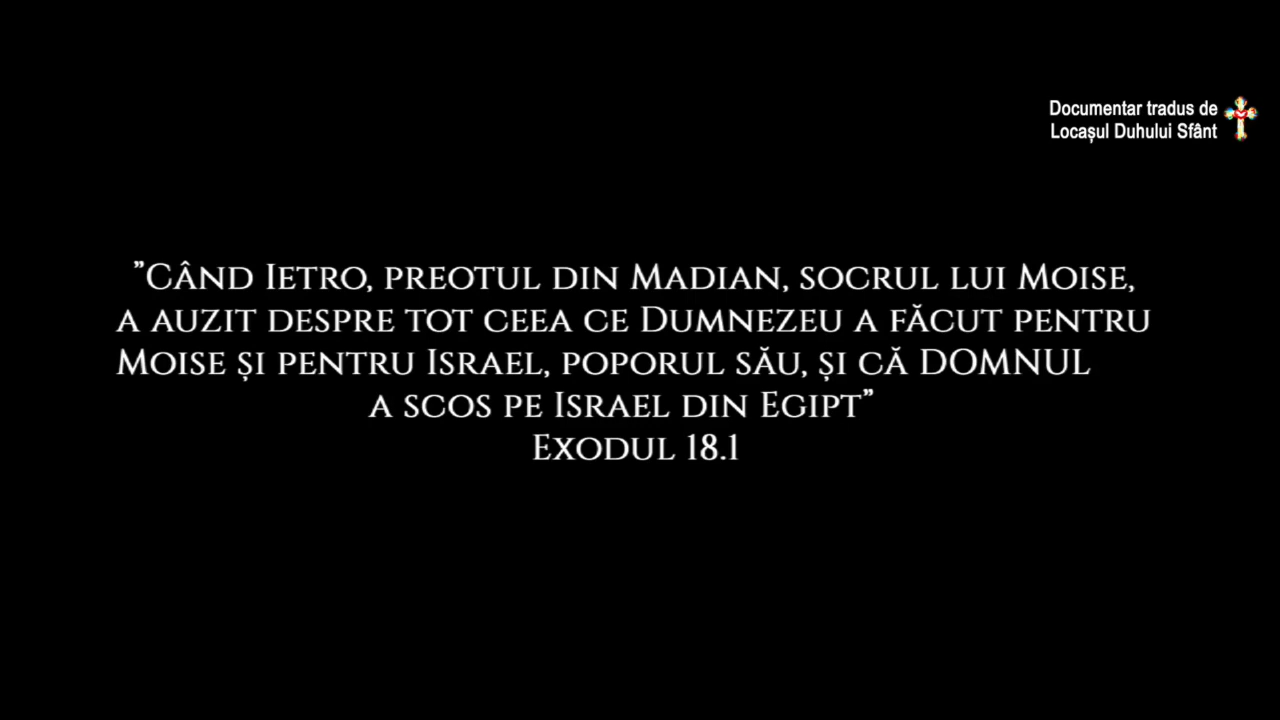 Documentar tradus de
Locașul Duhului Sfânt
”Când Ietro, preotul din Madian, socrul lui Moise,
a auzit despre tot ceea ce Dumnezeu a făcut pentru
Moise și pentru Israel, poporul său, și că DOMNUL
a scos pe Israel din Egipt”
Exodul 18.1